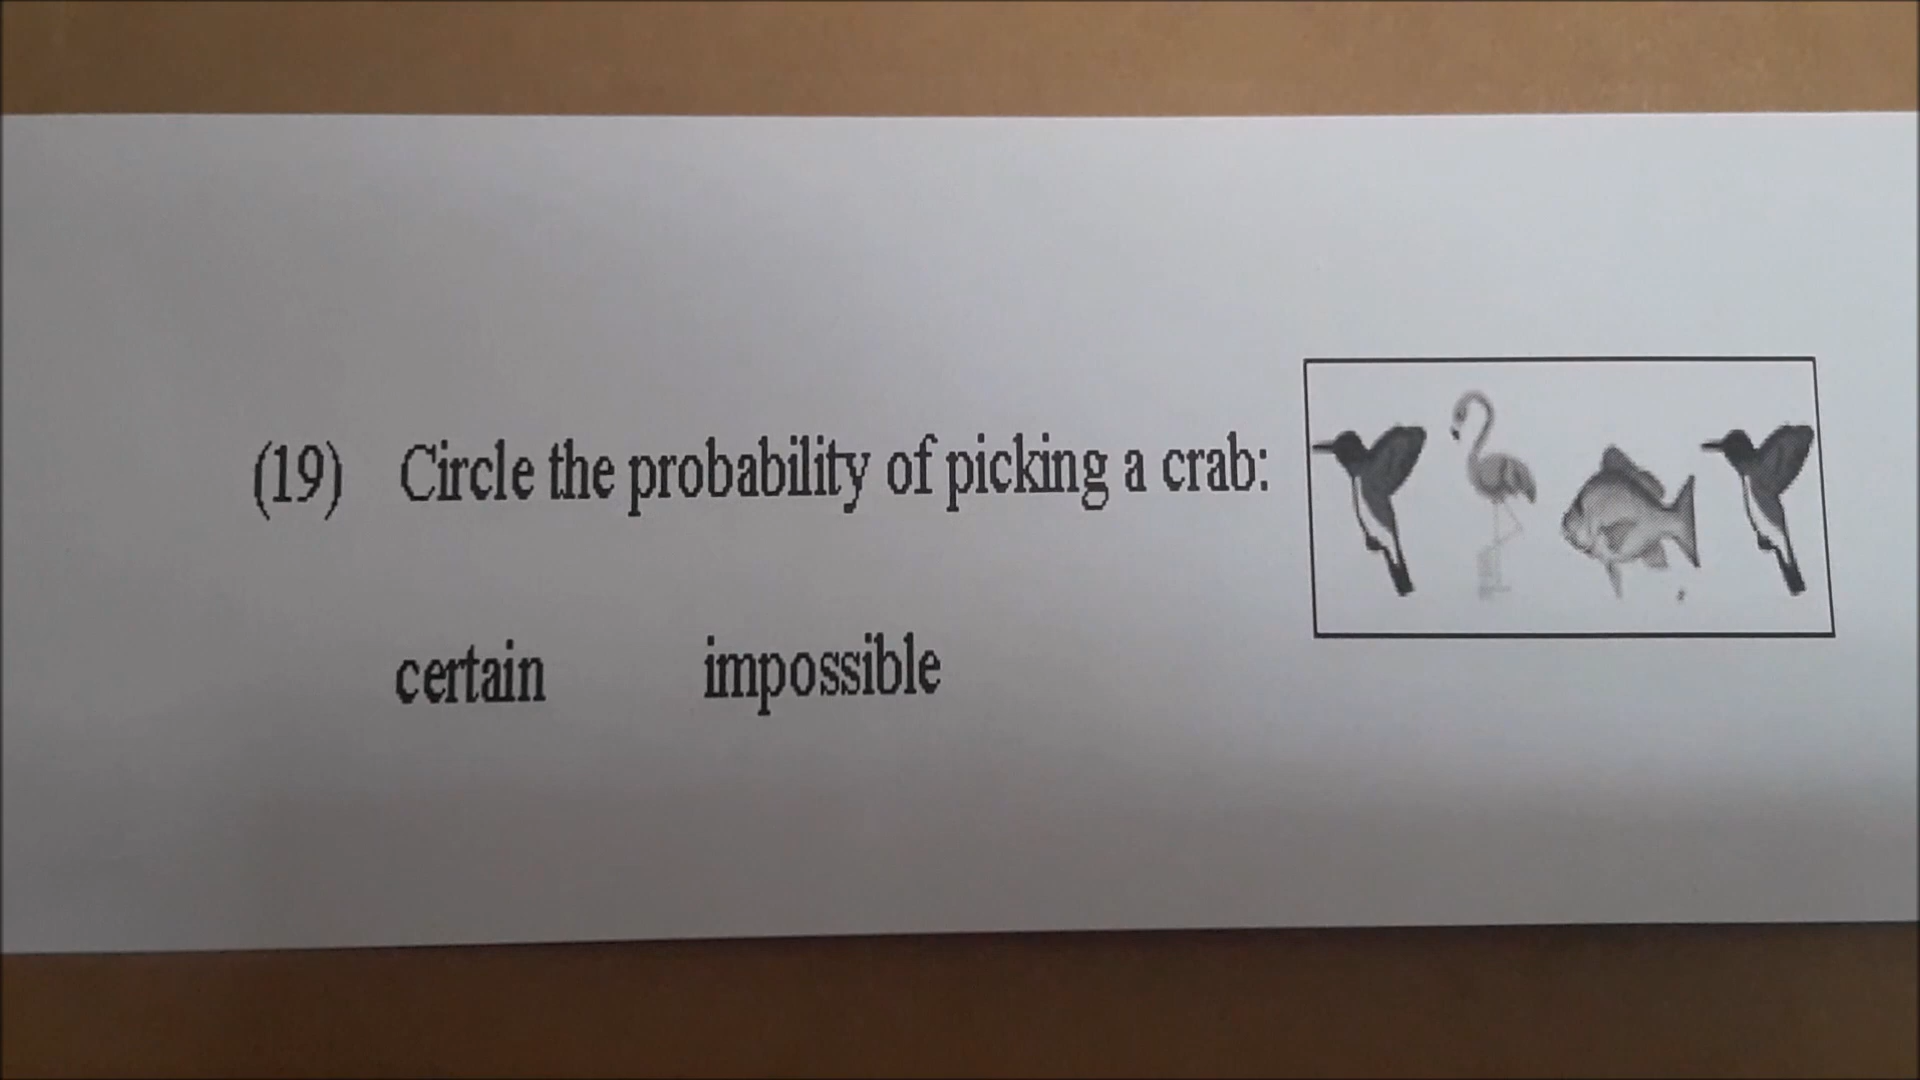 (19) Circle the probability of picking a crab:
certain impossible